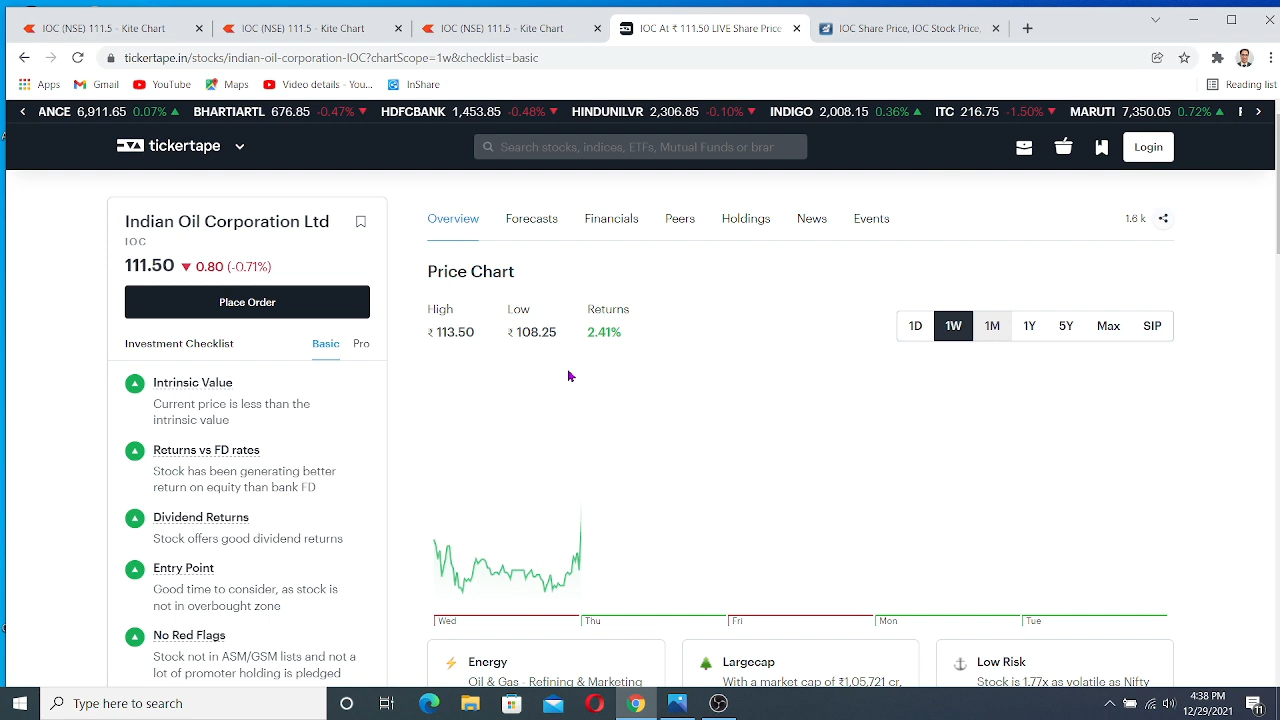 IOC (NSE) 111.5 - Kite Chart
IOC (NSE) 111.5 - Kite Chart
IOC (NSE) 111.5 - Kite Chart
IOC At ₹ 111.50 LIVE Share Price
IOC Share Price, IOC Stock Price,
tickertape.in/stocks/indian-oil-corporation-IOC?chartScope=1w&checklist=basic
Apps
Gmail
YouTube
Maps
Video details - You...
InShare
Reading list
ANCE 6,911.65 0.07% BHARTIARTL 676.85 -0.47% HDFCBANK 1,453.85 -0.48% HINDUNILVR 2,306.85 -0.10% INDIGO 2,008.15 0.36% ITC 216.75 -1.50% MARUTI 7,350.05 0.72%
tickertape
Search stocks, indices, ETFs, Mutual Funds or brar
Login
Indian Oil Corporation Ltd
IOC
111.50 0.80 (-0.71%)
Place Order
Investment Checklist
Basic
Pro
Intrinsic Value
Current price is less than the
intrinsic value
Returns vs FD rates
Stock has been generating better
return on equity than bank FD
Dividend Returns
Stock offers good dividend returns
Entry Point
Good time to consider, as stock is
not in overbought zone
No Red Flags
Stock not in ASM/GSM lists and not a
lot of promoter holding is pledged
Overview
Forecasts
Financials
Peers
Holdings
News
Events
1.6 k
Price Chart
High
Low
Returns
₹ 113.50
₹ 108.25
2.41%
1D
1W
1M
1Y
5Y
Max
SIP
Wed
Thu
Fri
Mon
Tue
Energy
Oil & Gas - Refining & Marketing
Largecap
With a market cap of ₹1,05,721 cr,
Low Risk
Stock is 1.77x as volatile as Nifty
Type here to search
4:38 PM
12/29/2021